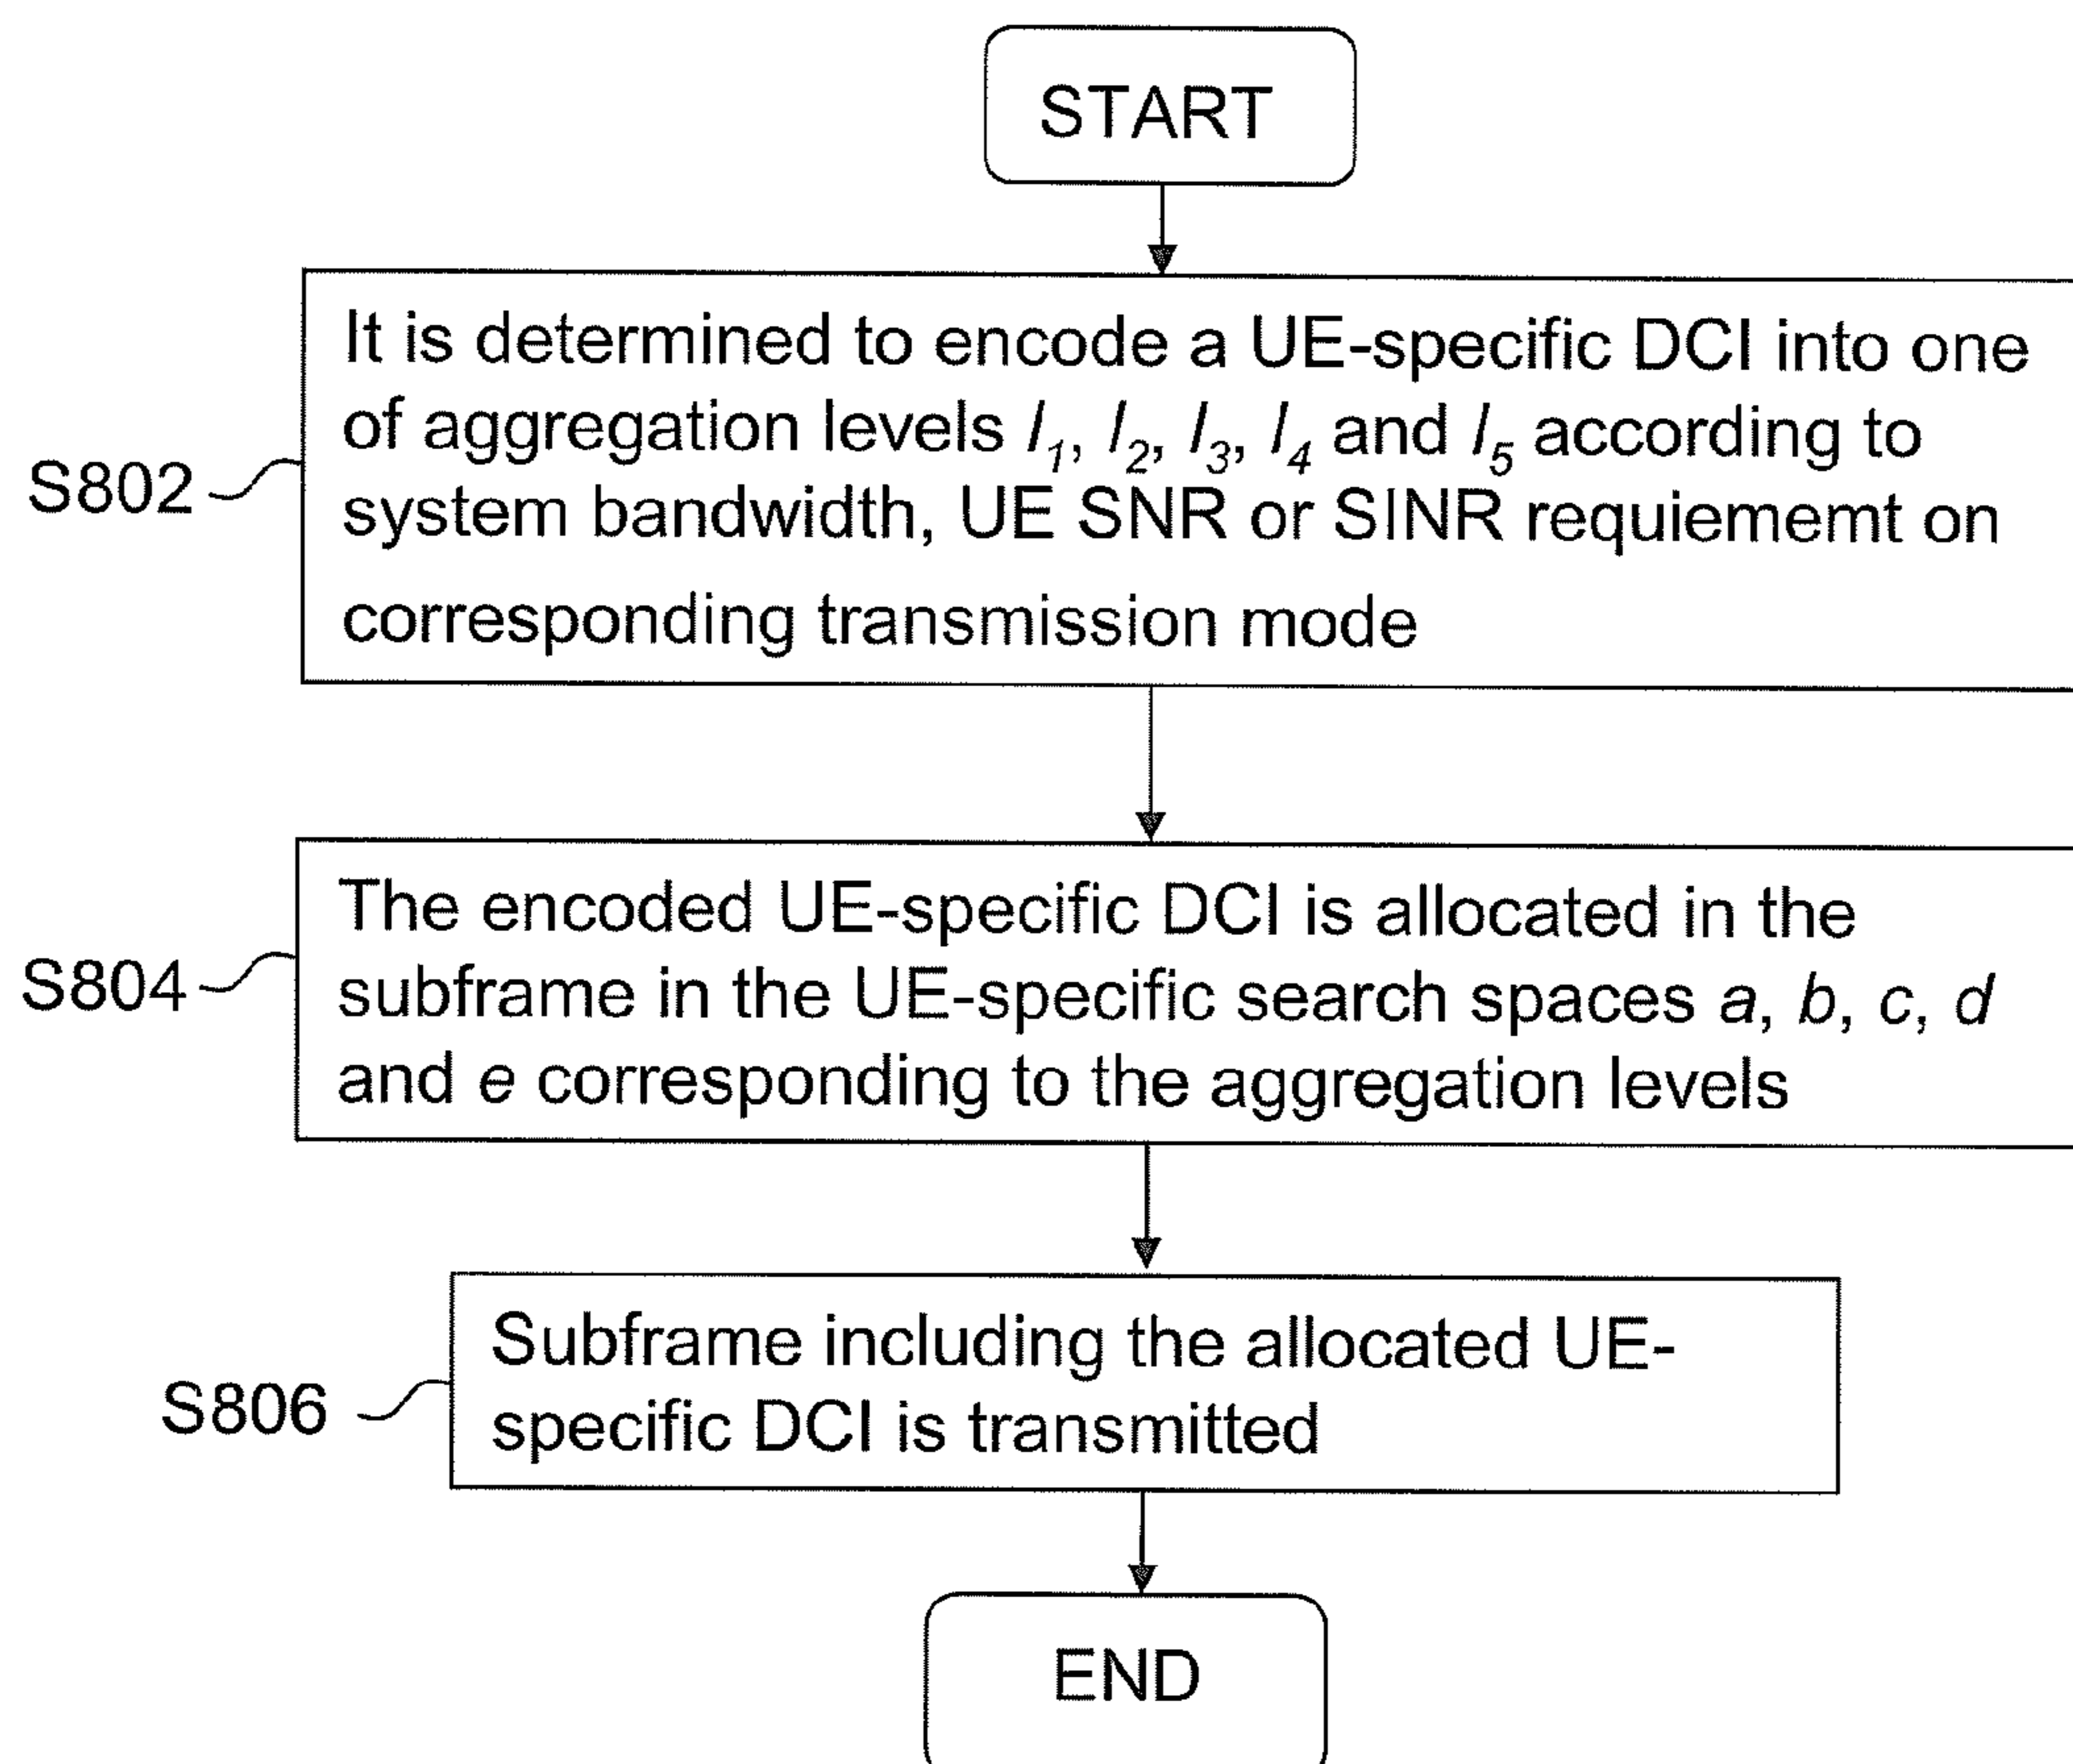 START
It is determined to encode a UE-specific DCI into one
of aggregation levels l1, l2, l3, l4 and l5 according to
S802
system bandwidth, UE SNR or SINR requiememt on
corresponding transmission mode
The encoded UE-specific DCI is allocated in the
S804
subframe in the UE-specific search spaces a, b, c, d
and e corresponding to the aggregation levels
Subframe including the allocated UE-
S806
specific DCI is transmitted
END